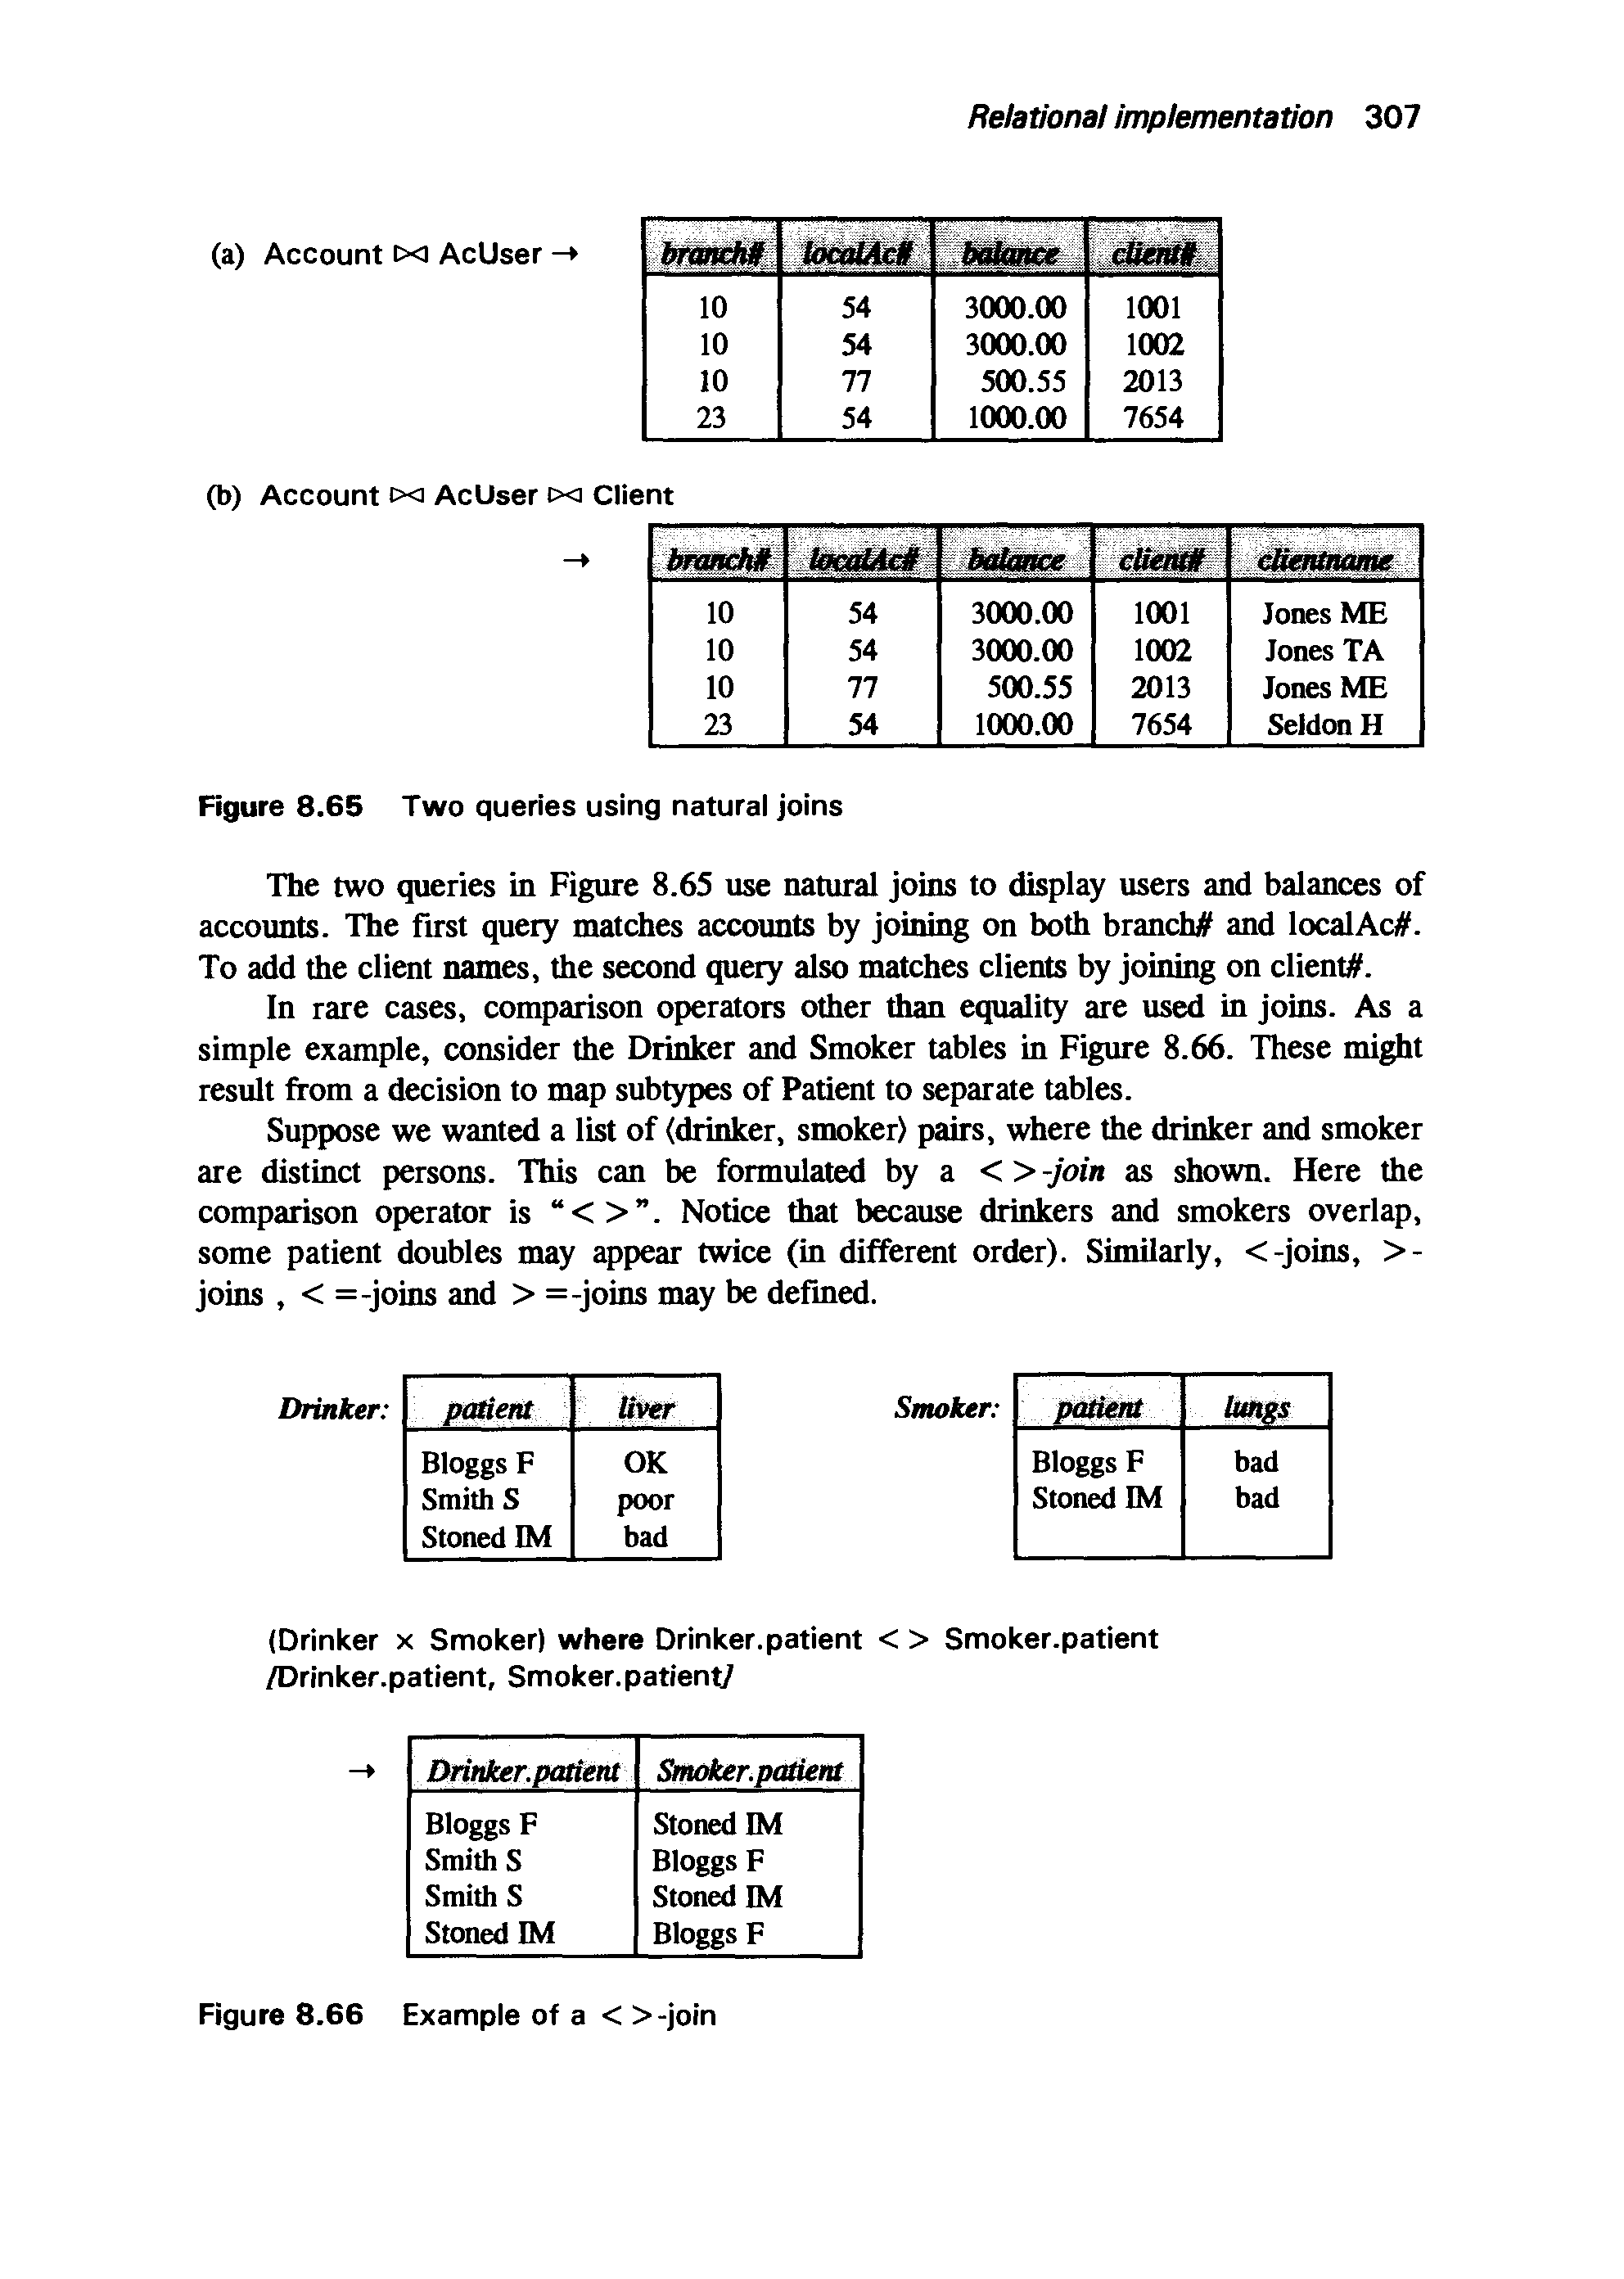 Relational implementation 307
(a) Account ⋈ AcUser →
branch# localAc# balance client#
10 54 3000.00 1001
10 54 3000.00 1002
10 77 500.55 2013
23 54 1000.00 7654
(b) Account ⋈ AcUser ⋈ Client
→ branch# localAc# balance client# clientname
10 54 3000.00 1001 Jones ME
10 54 3000.00 1002 Jones TA
10 77 500.55 2013 Jones ME
23 54 1000.00 7654 Seldon H
Figure 8.65 Two queries using natural joins
The two queries in Figure 8.65 use natural joins to display users and balances of
accounts. The first query matches accounts by joining on both branch# and localAc#.
To add the client names, the second query also matches clients by joining on client#.
In rare cases, comparison operators other than equality are used in joins. As a
simple example, consider the Drinker and Smoker tables in Figure 8.66. These might
result from a decision to map subtypes of Patient to separate tables.
Suppose we wanted a list of ⟨drinker, smoker⟩ pairs, where the drinker and smoker
are distinct persons. This can be formulated by a < >-join as shown. Here the
comparison operator is “< >”. Notice that because drinkers and smokers overlap,
some patient doubles may appear twice (in different order). Similarly, <-joins, >-
joins , < =-joins and > =-joins may be defined.
Drinker: patient liver
Bloggs F OK
Smith S poor
Stoned IM bad
Smoker: patient lungs
Bloggs F bad
Stoned IM bad
(Drinker x Smoker) where Drinker.patient < > Smoker.patient
[Drinker.patient, Smoker.patient]
→ Drinker.patient Smoker.patient
Bloggs F Stoned IM
Smith S Bloggs F
Smith S Stoned IM
Stoned IM Bloggs F
Figure 8.66 Example of a < >-join